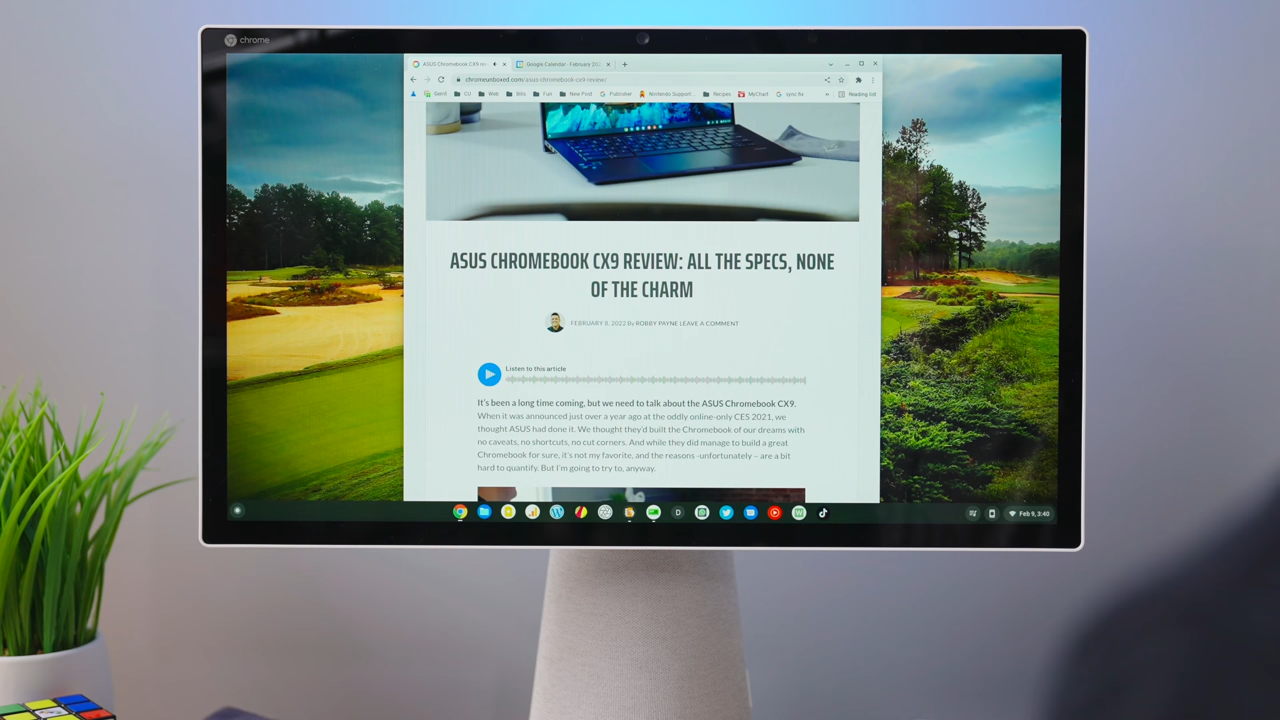 chrome
ASUS Chromebook CX9 re
Google Calendar - February 202
chromeunboxed.com/asus-chromebook-cx9-review/
Gen4 CU Web Bills Fun New Post Publisher Nintendo Support... Recipes MyChart sync fix Reading list
ASUS CHROMEBOOK CX9 REVIEW: ALL THE SPECS, NONE
OF THE CHARM
FEBRUARY 8, 2022 By ROBBY PAYNE LEAVE A COMMENT
Listen to this article
It's been a long time coming, but we need to talk about the ASUS Chromebook CX9.
When it was announced just over a year ago at the oddly online-only CES 2021, we
thought ASUS had done it. We thought they'd built the Chromebook of our dreams with
no caveats, no shortcuts, no cut corners. And while they did manage to build a great
Chromebook for sure, it's not my favorite, and the reasons -unfortunately – are a bit
hard to quantify. But I'm going to try to, anyway.
D
Feb 9, 3:40